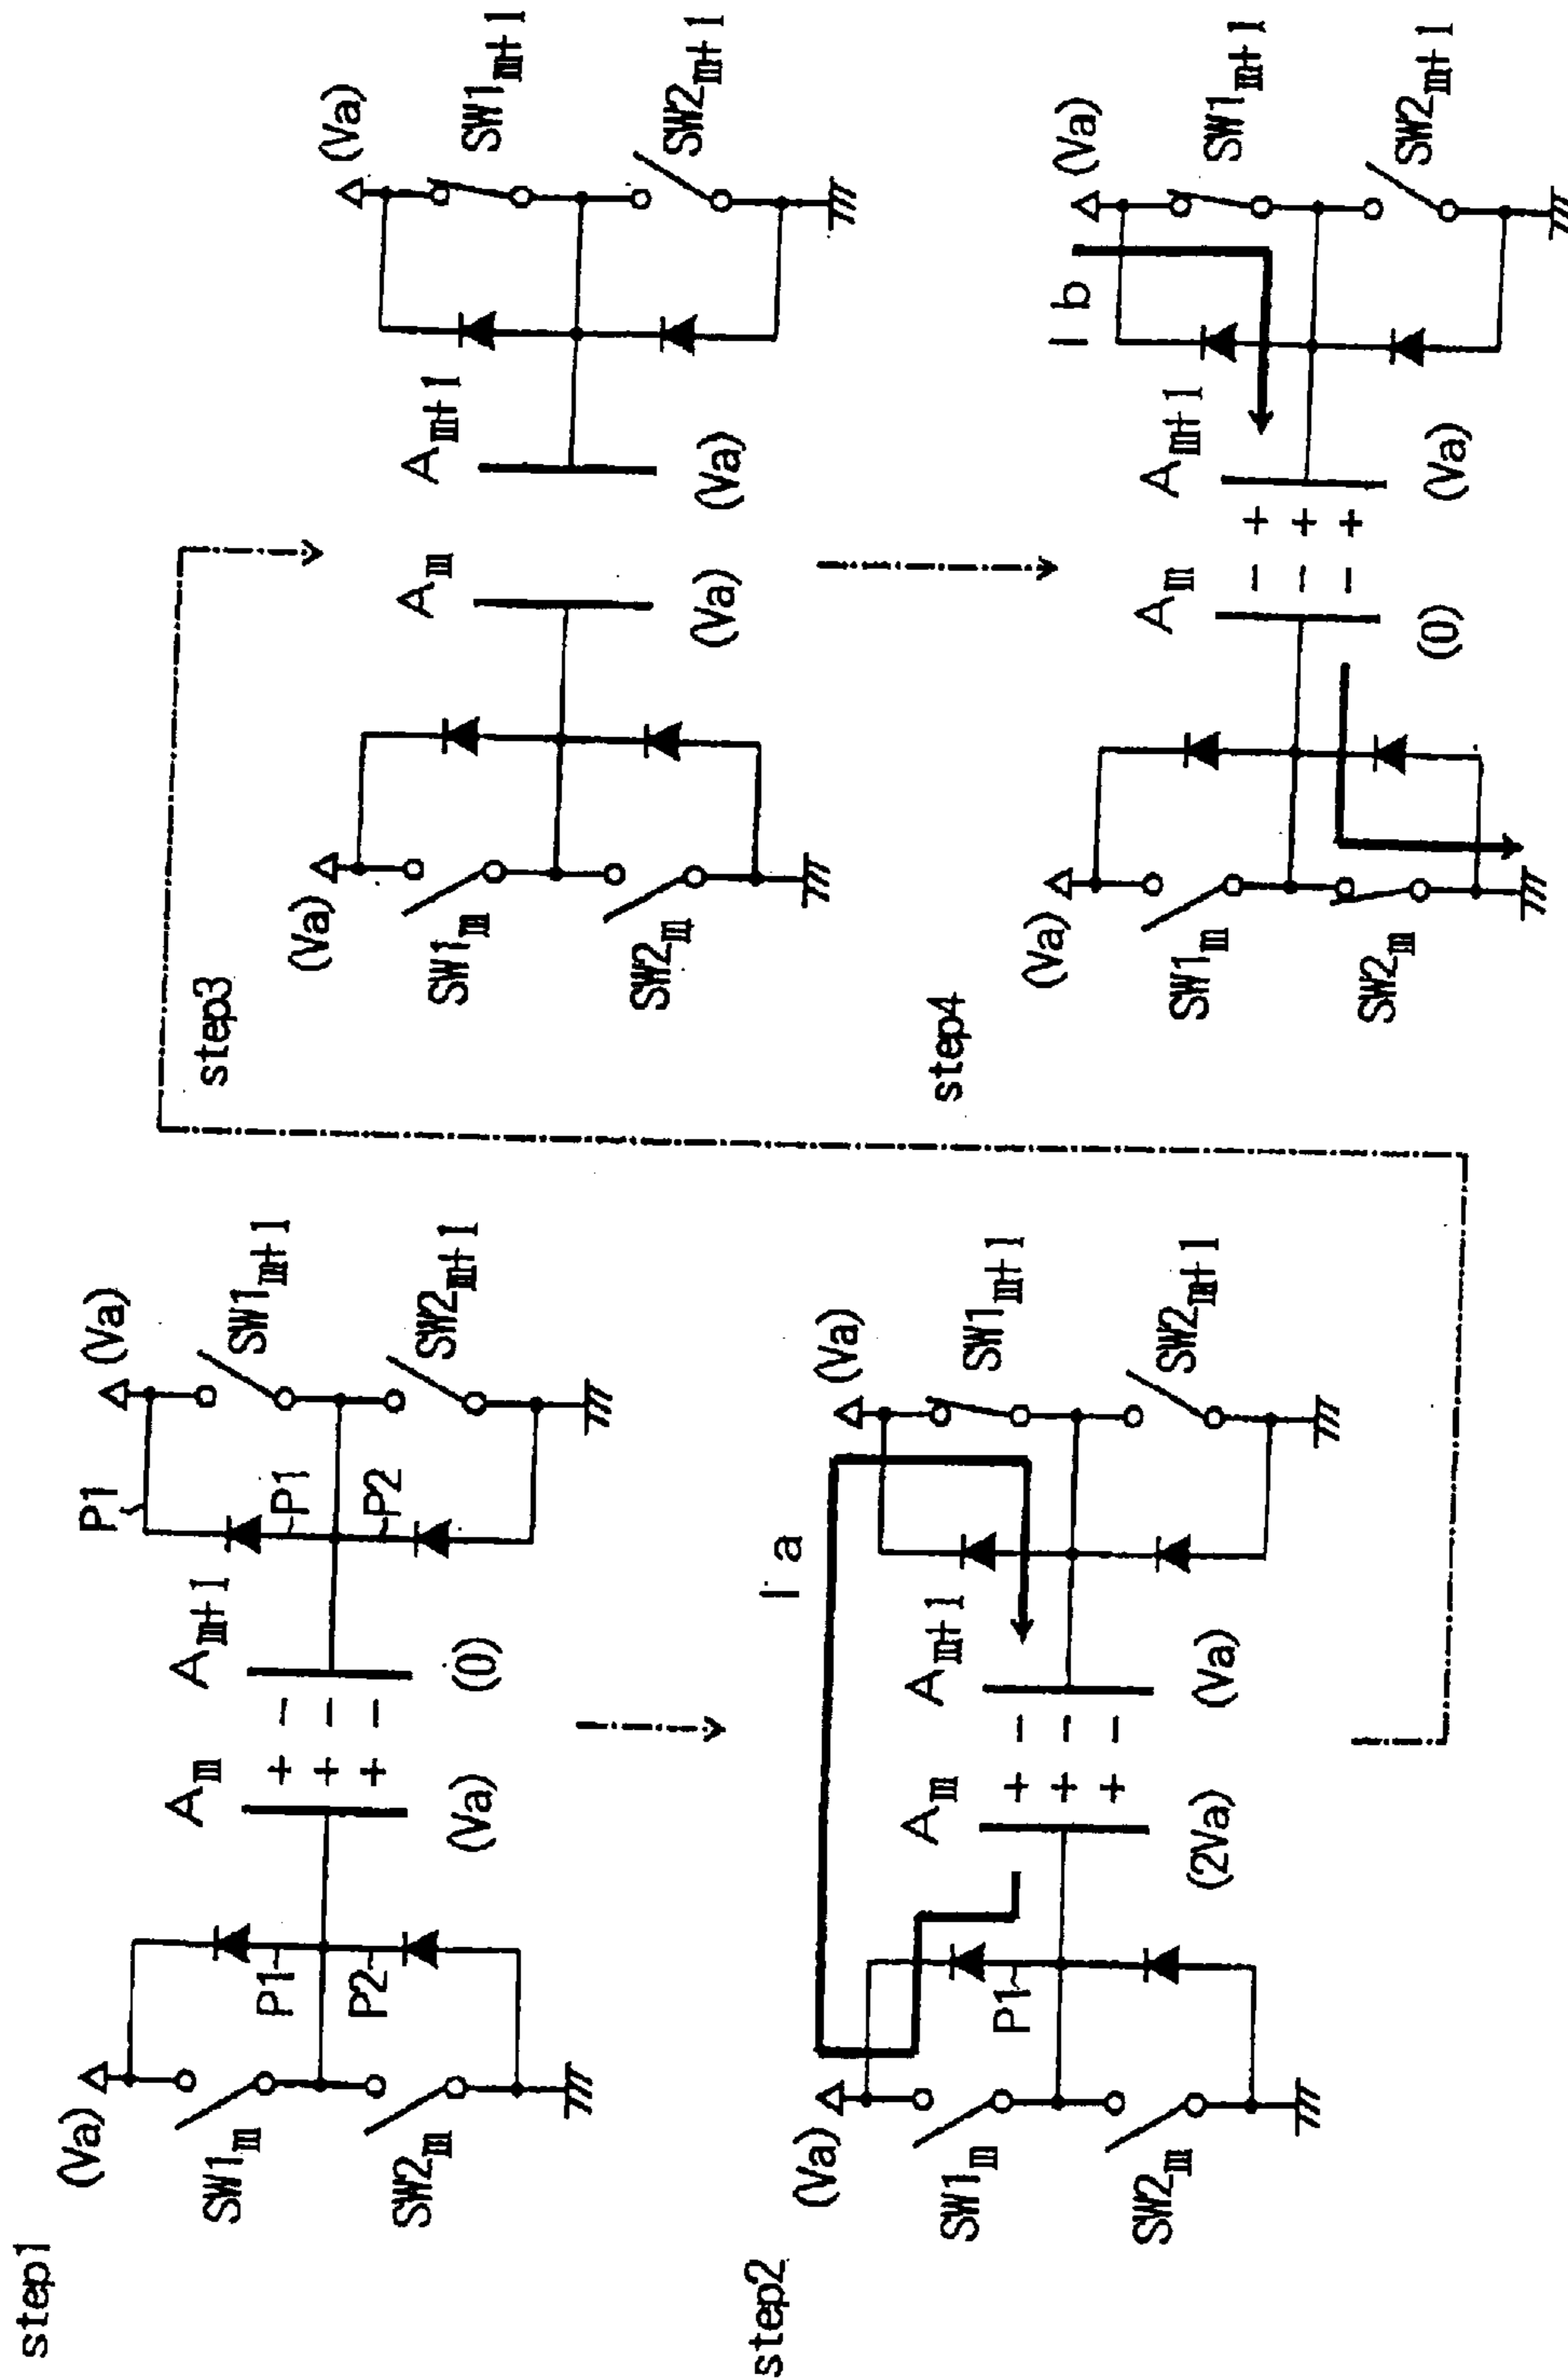 step1
(Va)
SW1m
SW2m
P1
P2
Am
+ + +
(Va)
Am+1
− − −
(0)
P1
P1
P2
(Va)
SW1m+1
SW2m+1
step2
(Va)
SW1m
SW2m
P1
Am
+ + +
(2Va)
Am+1
− − −
(Va)
Ia
(Va)
SW1m+1
SW2m+1
step3
(Va)
SW1m
SW2m
Am
(Va)
Am+1
(Va)
(Va)
SW1m+1
SW2m+1
step4
(Va)
SW1m
SW2m
Am
− − −
(0)
Am+1
+ + +
(Va)
Ib
(Va)
SW1m+1
SW2m+1